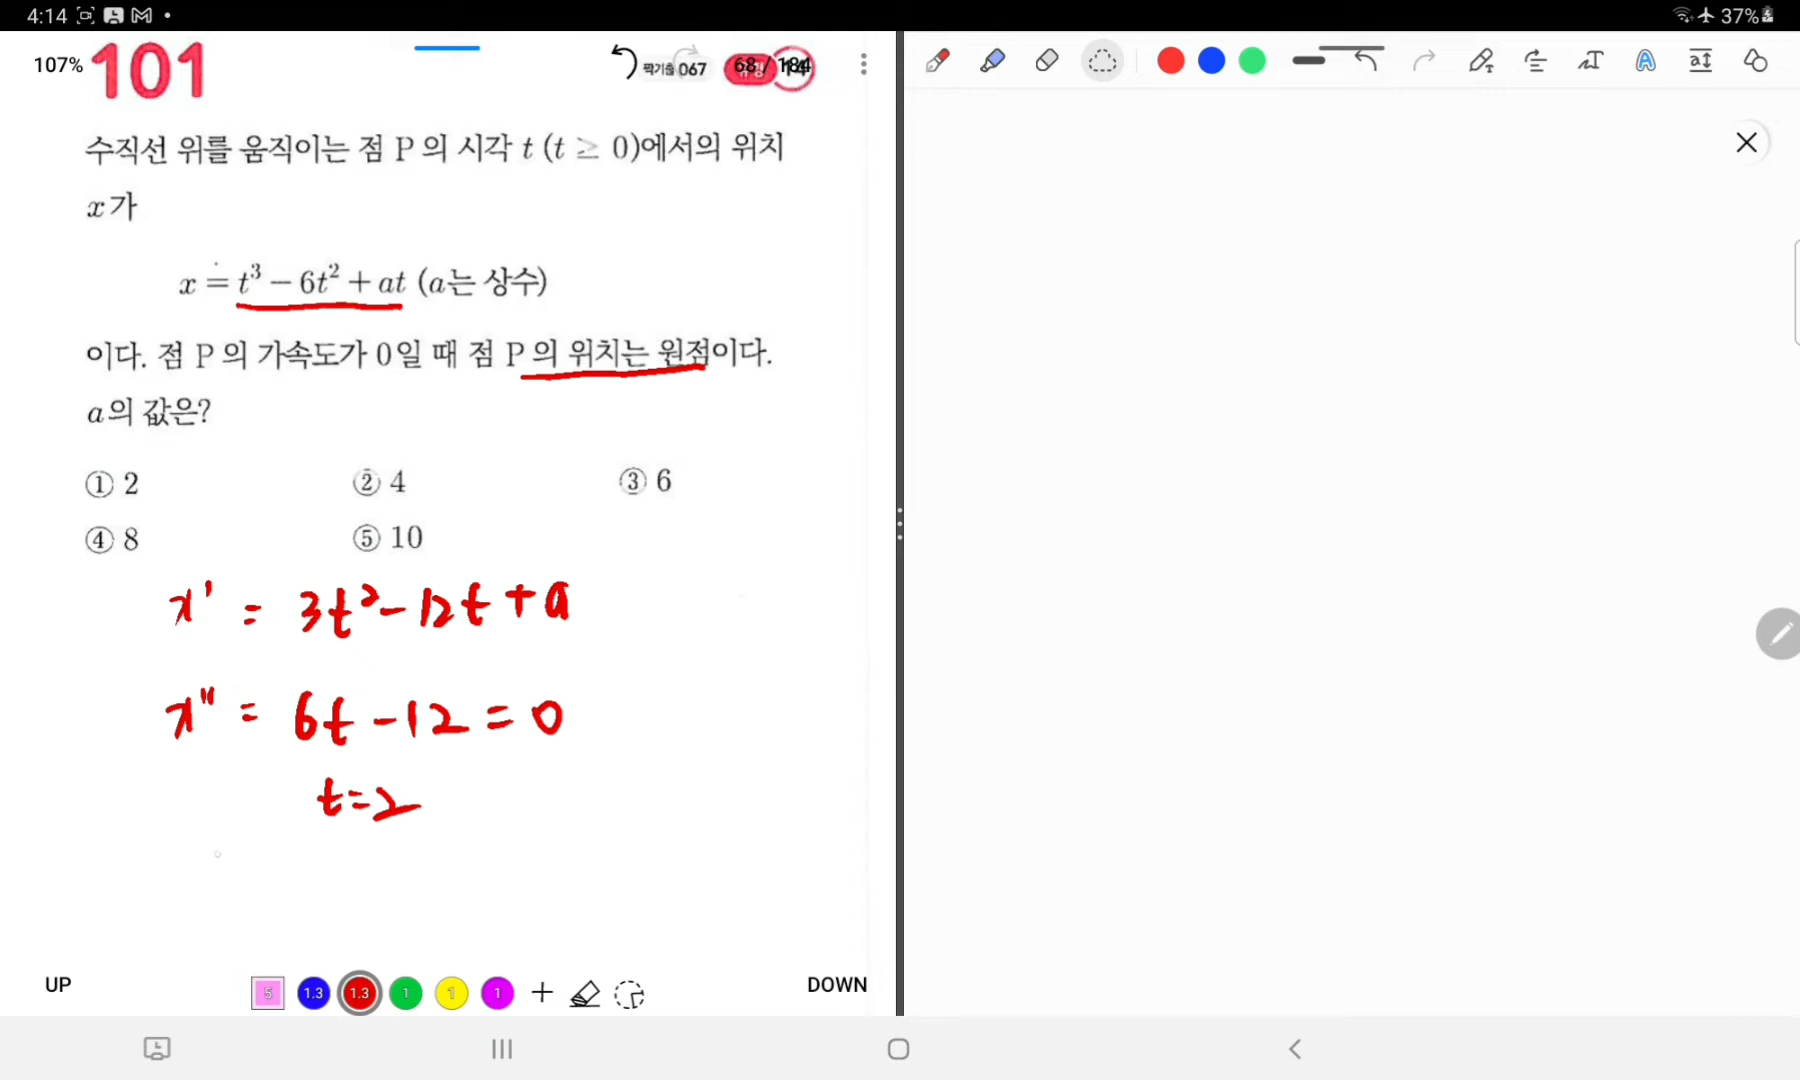 4:14
37%
107%
101
짝기출 067
68 / 184
수직선 위를 움직이는 점 P의 시각 t (t ≥ 0)에서의 위치
x가
x = t³ − 6t² + at (a는 상수)
이다. 점 P의 가속도가 0일 때 점 P의 위치는 원점이다.
a의 값은?
① 2 ② 4 ③ 6
④ 8 ⑤ 10
x' = 3t² − 12t + a
x'' = 6t − 12 = 0
t = 2
UP
5 1.3 1.3 1 1 1
DOWN